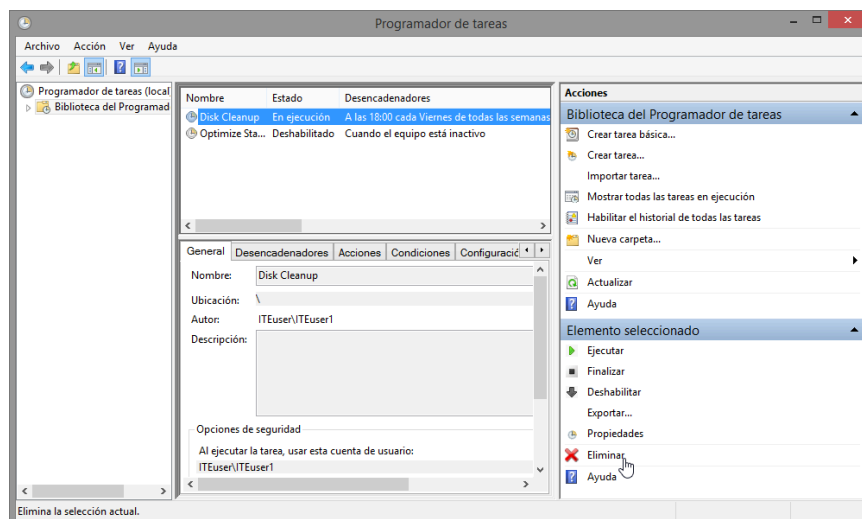 Programador de tareas
Archivo Acción Ver Ayuda
Programador de tareas (local
Biblioteca del Programad
Nombre Estado Desencadenadores
Disk Cleanup En ejecución A las 18:00 cada Viernes de todas las semanas
Optimize Sta... Deshabilitado Cuando el equipo está inactivo
General Desencadenadores Acciones Condiciones Configuració
Nombre: Disk Cleanup
Ubicación: \
Autor: ITEuser\ITEuser1
Descripción:
Opciones de seguridad
Al ejecutar la tarea, usar esta cuenta de usuario:
ITEuser\ITEuser1
Acciones
Biblioteca del Programador de tareas
Crear tarea básica...
Crear tarea...
Importar tarea...
Mostrar todas las tareas en ejecución
Habilitar el historial de todas las tareas
Nueva carpeta...
Ver
Actualizar
Ayuda
Elemento seleccionado
Ejecutar
Finalizar
Deshabilitar
Exportar...
Propiedades
Eliminar
Ayuda
Elimina la selección actual.